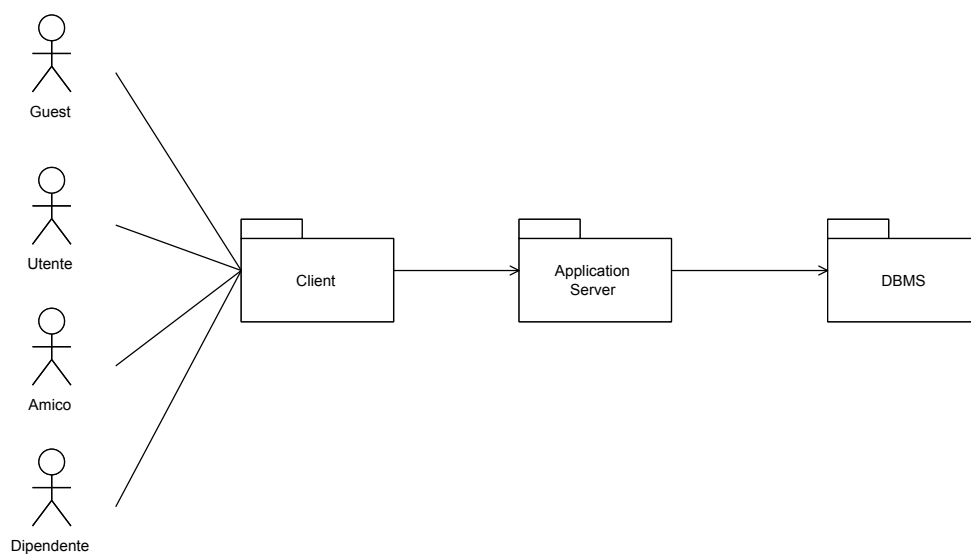 Guest
Utente
Amico
Dipendente
Client
Application
Server
DBMS